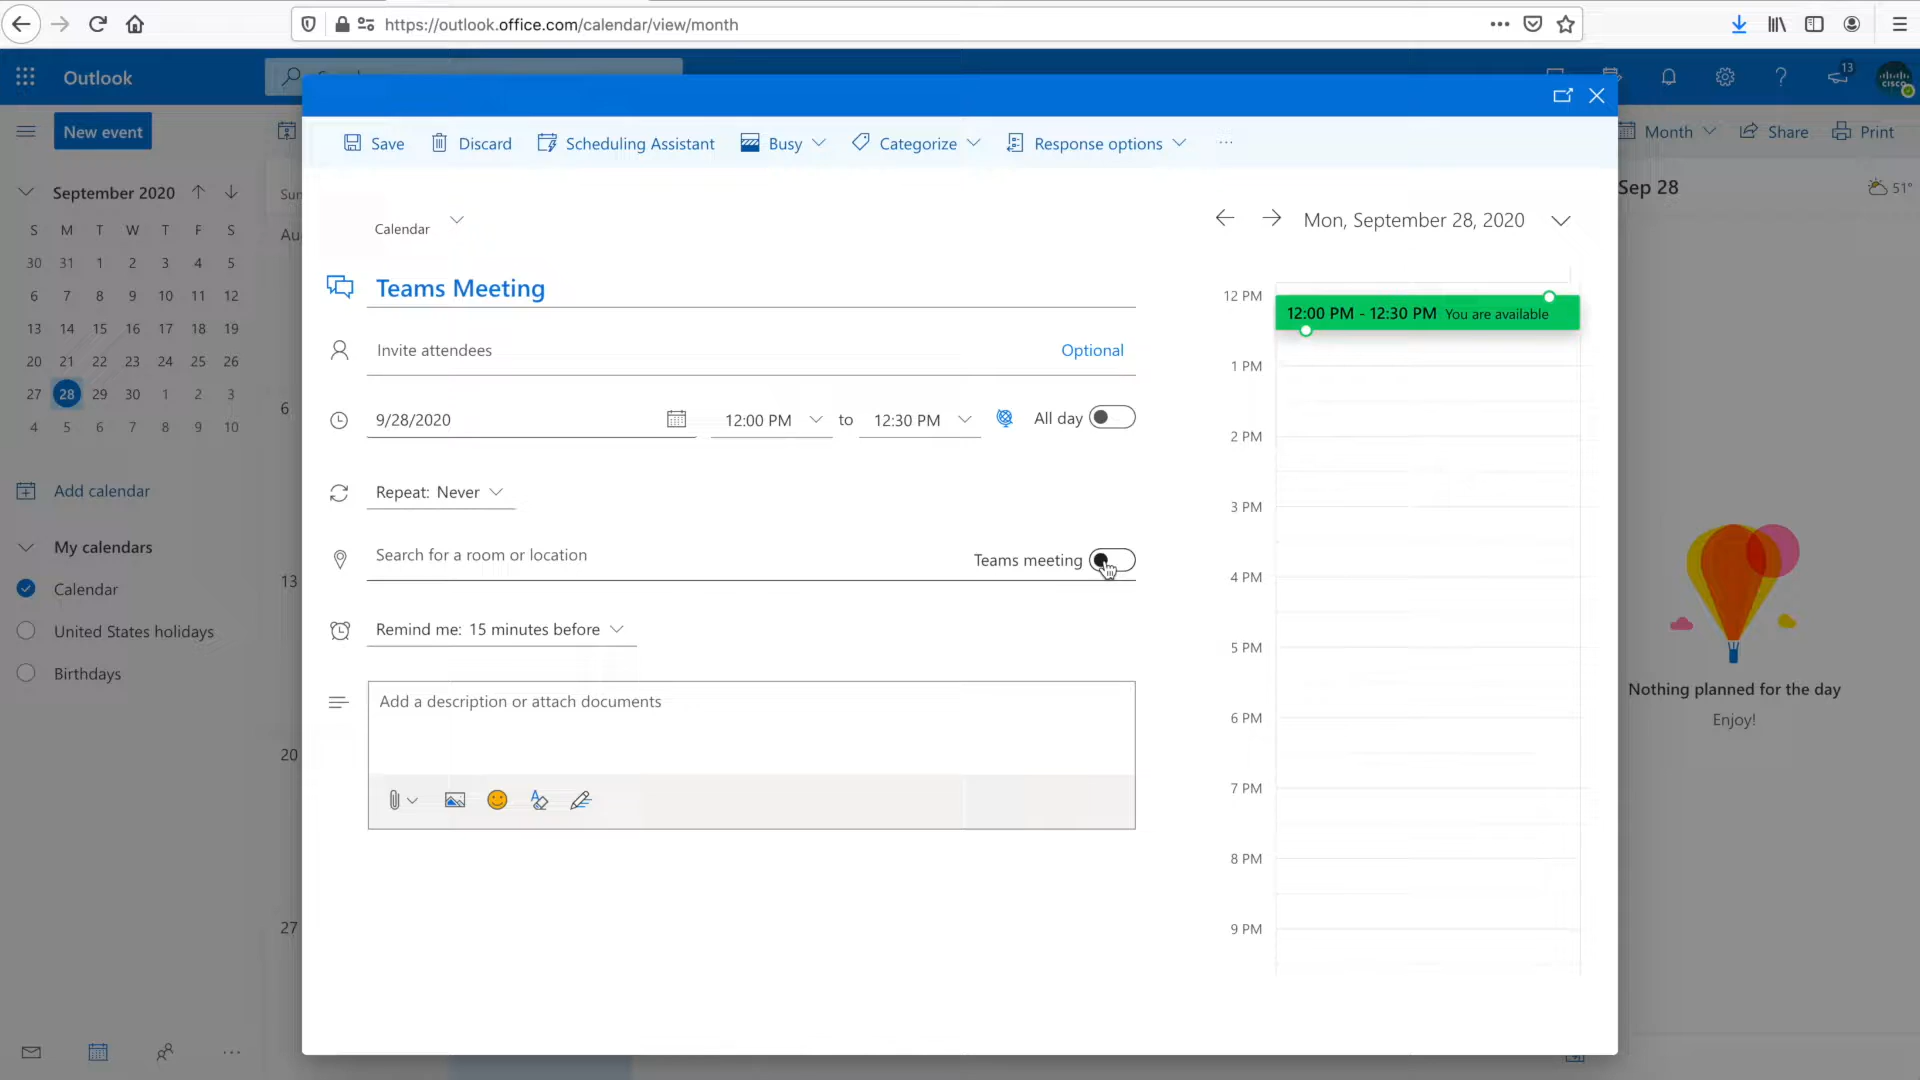 https://outlook.office.com/calendar/view/month
Outlook
13
cisco
New event
Month
Share
Print
Save
Discard
Scheduling Assistant
Busy
Categorize
Response options
September 2020
Sun
Sep 28
51°
Calendar
Mon, September 28, 2020
S M T W T F S
Au
30 31 1 2 3 4 5
6 7 8 9 10 11 12
13 14 15 16 17 18 19
20 21 22 23 24 25 26
27 28 29 30 1 2 3
4 5 6 7 8 9 10
Teams Meeting
Invite attendees
Optional
9/28/2020
12:00 PM to 12:30 PM
All day
Repeat: Never
Search for a room or location
Teams meeting
Remind me: 15 minutes before
Add a description or attach documents
12 PM
12:00 PM - 12:30 PM You are available
1 PM
2 PM
3 PM
4 PM
5 PM
6 PM
7 PM
8 PM
9 PM
6
13
20
27
Add calendar
My calendars
Calendar
United States holidays
Birthdays
Nothing planned for the day
Enjoy!